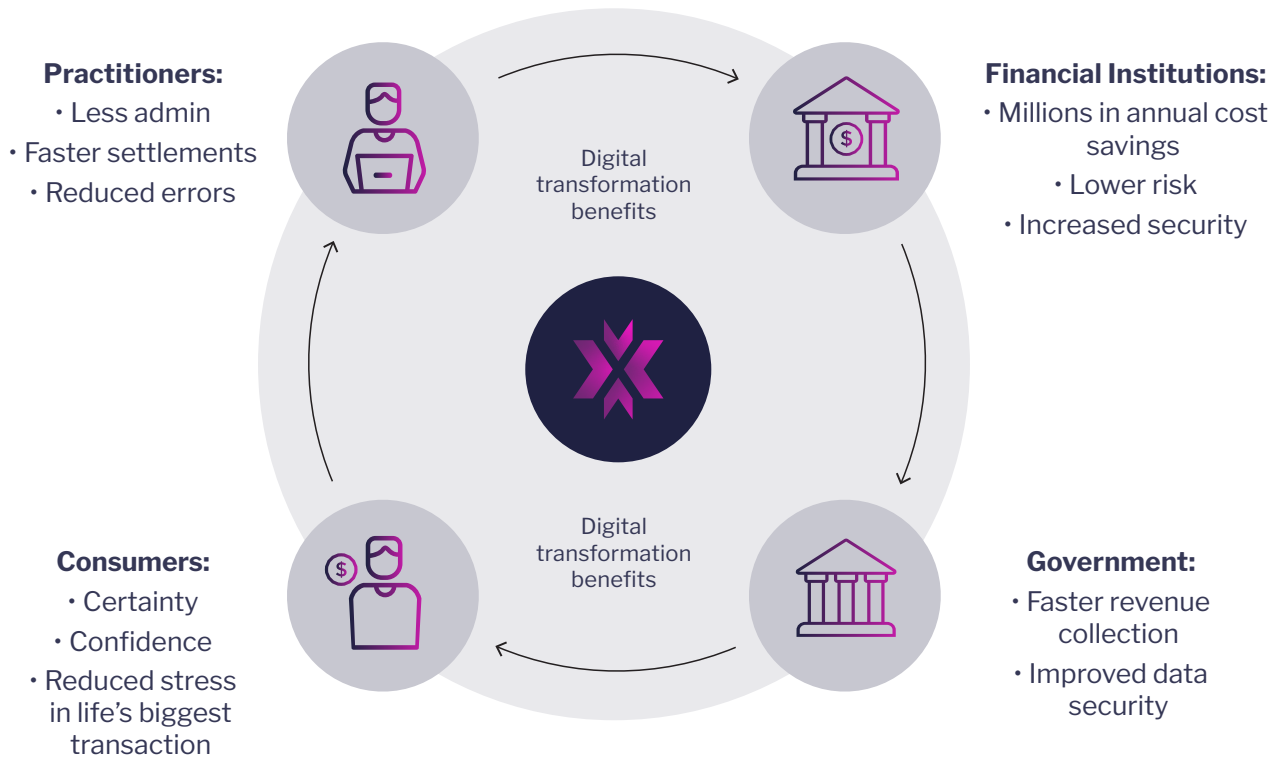 Practitioners:
• Less admin
• Faster settlements
• Reduced errors
Digital
transformation
benefits
$
Financial Institutions:
• Millions in annual cost
savings
• Lower risk
• Increased security
Consumers:
• Certainty
• Confidence
• Reduced stress
in life’s biggest
transaction
$
Digital
transformation
benefits
Government:
• Faster revenue
collection
• Improved data
security